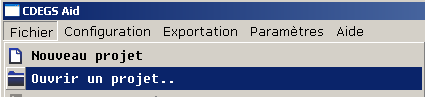 CDEGS Aid
Fichier Configuration Exportation Paramètres Aide
Nouveau projet
Ouvrir un projet..